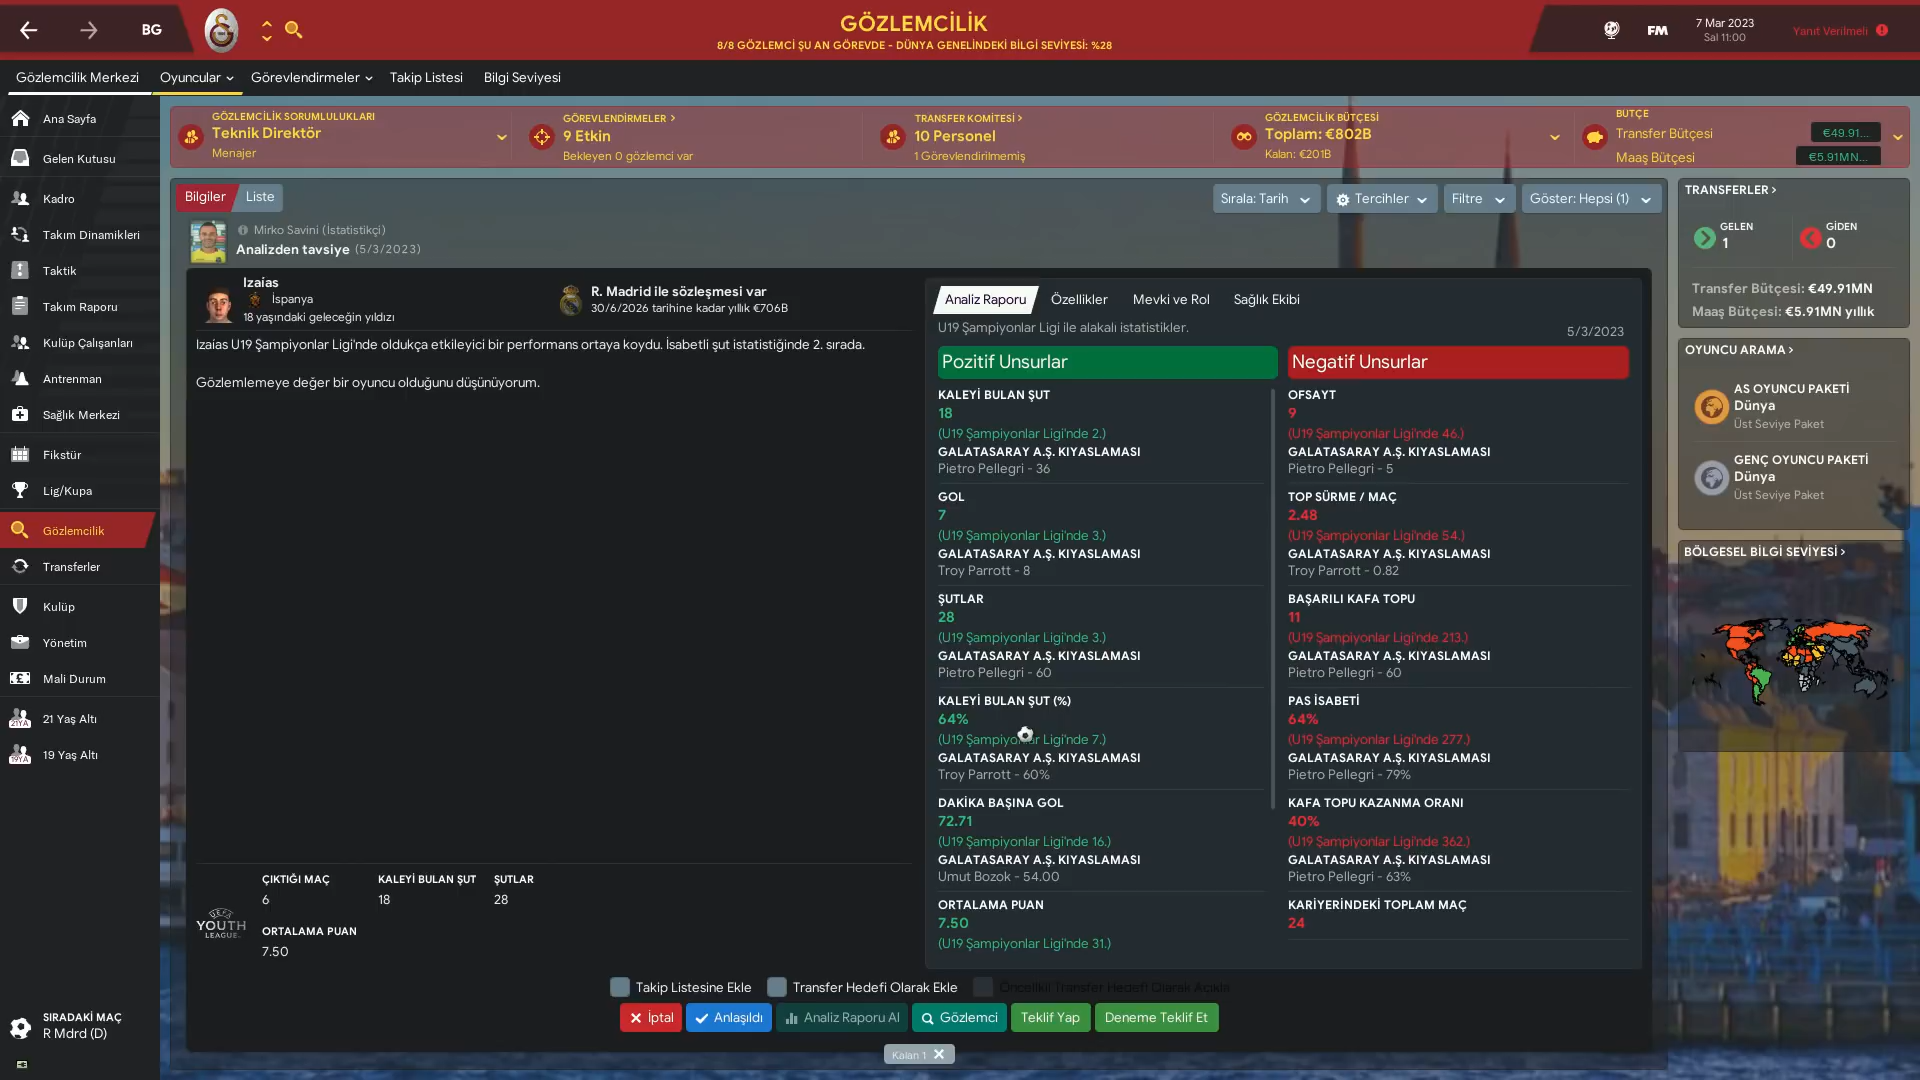 BG
GÖZLEMCİLİK
8/8 GÖZLEMCİ ŞU AN GÖREVDE - DÜNYA GENELİNDEKİ BİLGİ SEVİYESİ: %28
FM
7 Mar 2023
Sal 11:00
Yanıt Verilmeli
Gözlemcilik Merkezi
Oyuncular
Görevlendirmeler
Takip Listesi
Bilgi Seviyesi
Ana Sayfa
Gelen Kutusu
Kadro
Takım Dinamikleri
Taktik
Takım Raporu
Kulüp Çalışanları
Antrenman
Sağlık Merkezi
Fikstür
Lig/Kupa
Gözlemcilik
Transferler
Kulüp
Yönetim
Mali Durum
21YA
21 Yaş Altı
19YA
19 Yaş Altı
SIRADAKİ MAÇ
R Mdrd (D)
GÖZLEMCİLİK SORUMLULUKLARI
Teknik Direktör
Menajer
GÖREVLENDİRMELER >
9 Etkin
Bekleyen 0 gözlemci var
TRANSFER KOMİTESİ >
10 Personel
1 Görevlendirilmemiş
GÖZLEMCİLİK BÜTÇESİ
Toplam: €802B
Kalan: €201B
BÜTÇE
Transfer Bütçesi
€49.91...
Maaş Bütçesi
€5.91MN...
Bilgiler
Liste
Sırala: Tarih
Tercihler
Filtre
Göster: Hepsi (1)
Mirko Savini (İstatistikçi)
Analizden tavsiye (5/3/2023)
Izaías
İspanya
18 yaşındaki geleceğin yıldızı
R. Madrid ile sözleşmesi var
30/6/2026 tarihine kadar yıllık €706B
Izaías U19 Şampiyonlar Ligi'nde oldukça etkileyici bir performans ortaya koydu. İsabetli şut istatistiğinde 2. sırada.
Gözlemlemeye değer bir oyuncu olduğunu düşünüyorum.
UEFA
YOUTH
LEAGUE
ÇIKTIĞI MAÇ
6
KALEYİ BULAN ŞUT
18
ŞUTLAR
28
ORTALAMA PUAN
7.50
Analiz Raporu
Özellikler
Mevki ve Rol
Sağlık Ekibi
U19 Şampiyonlar Ligi ile alakalı istatistikler.
5/3/2023
Pozitif Unsurlar
KALEYİ BULAN ŞUT
18
(U19 Şampiyonlar Ligi'nde 2.)
GALATASARAY A.Ş. KIYASLAMASI
Pietro Pellegri - 36
GOL
7
(U19 Şampiyonlar Ligi'nde 3.)
GALATASARAY A.Ş. KIYASLAMASI
Troy Parrott - 8
ŞUTLAR
28
(U19 Şampiyonlar Ligi'nde 3.)
GALATASARAY A.Ş. KIYASLAMASI
Pietro Pellegri - 60
KALEYİ BULAN ŞUT (%)
64%
(U19 Şampiyonlar Ligi'nde 7.)
GALATASARAY A.Ş. KIYASLAMASI
Troy Parrott - 60%
DAKİKA BAŞINA GOL
72.71
(U19 Şampiyonlar Ligi'nde 16.)
GALATASARAY A.Ş. KIYASLAMASI
Umut Bozok - 54.00
ORTALAMA PUAN
7.50
(U19 Şampiyonlar Ligi'nde 31.)
Negatif Unsurlar
OFSAYT
9
(U19 Şampiyonlar Ligi'nde 46.)
GALATASARAY A.Ş. KIYASLAMASI
Pietro Pellegri - 5
TOP SÜRME / MAÇ
2.48
(U19 Şampiyonlar Ligi'nde 54.)
GALATASARAY A.Ş. KIYASLAMASI
Troy Parrott - 0.82
BAŞARILI KAFA TOPU
11
(U19 Şampiyonlar Ligi'nde 213.)
GALATASARAY A.Ş. KIYASLAMASI
Pietro Pellegri - 60
PAS İSABETİ
64%
(U19 Şampiyonlar Ligi'nde 277.)
GALATASARAY A.Ş. KIYASLAMASI
Pietro Pellegri - 79%
KAFA TOPU KAZANMA ORANI
40%
(U19 Şampiyonlar Ligi'nde 362.)
GALATASARAY A.Ş. KIYASLAMASI
Pietro Pellegri - 63%
KARİYERİNDEKİ TOPLAM MAÇ
24
Takip Listesine Ekle
Transfer Hedefi Olarak Ekle
Öncelikli Transfer Hedefi Olarak Açıkla
İptal
Anlaşıldı
Analiz Raporu Al
Gözlemci
Teklif Yap
Deneme Teklif Et
Kalan 1
TRANSFERLER >
GELEN
1
GİDEN
0
Transfer Bütçesi: €49.91MN
Maaş Bütçesi: €5.91MN yıllık
OYUNCU ARAMA >
AS OYUNCU PAKETİ
Dünya
Üst Seviye Paket
GENÇ OYUNCU PAKETİ
Dünya
Üst Seviye Paket
BÖLGESEL BİLGİ SEVİYESİ >